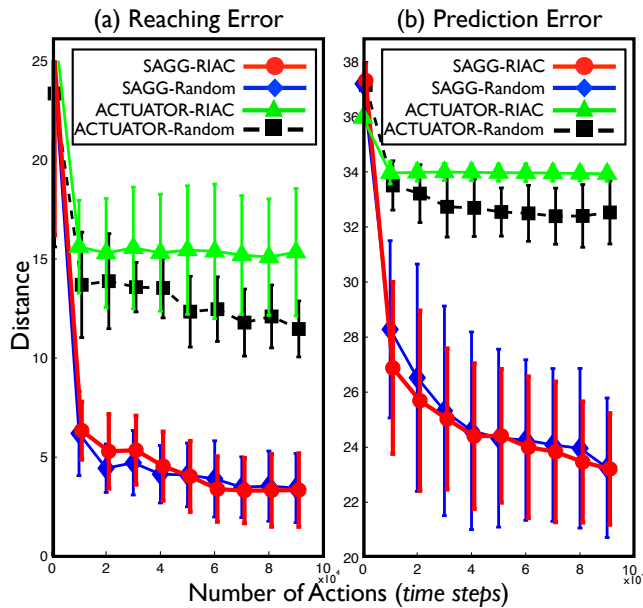 (a) Reaching Error
(b) Prediction Error
SAGG-RIAC
SAGG-Random
ACTUATOR-RIAC
ACTUATOR-Random
SAGG-RIAC
SAGG-Random
ACTUATOR-RIAC
ACTUATOR-Random
Distance
25
20
15
10
5
0
38
36
34
32
30
28
26
24
22
20
0 2 4 6 8 10
×10⁴
0 2 4 6 8 10
Number of Actions (time steps)